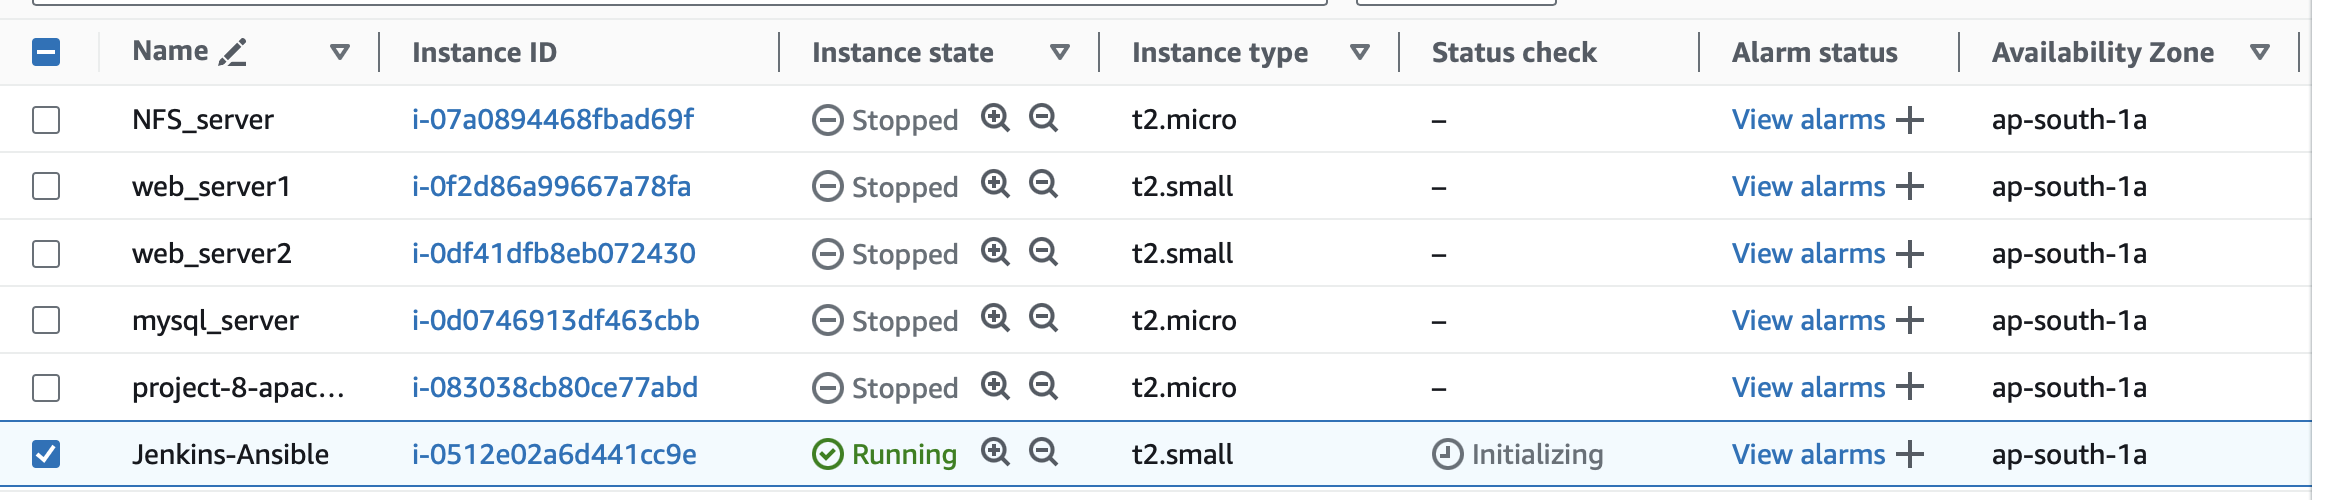 Name Instance ID Instance state Instance type Status check Alarm status Availability Zone
NFS_server i-07a0894468fbad69f Stopped t2.micro – View alarms + ap-south-1a
web_server1 i-0f2d86a99667a78fa Stopped t2.small – View alarms + ap-south-1a
web_server2 i-0df41dfb8eb072430 Stopped t2.small – View alarms + ap-south-1a
mysql_server i-0d0746913df463cbb Stopped t2.micro – View alarms + ap-south-1a
project-8-apac... i-083038cb80ce77abd Stopped t2.micro – View alarms + ap-south-1a
Jenkins-Ansible i-0512e02a6d441cc9e Running t2.small Initializing View alarms + ap-south-1a